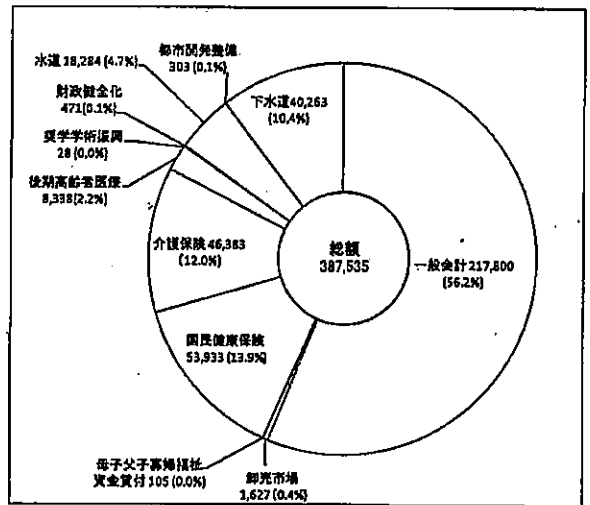 都市開発整備
303 (0.1%)
水道 18,284 (4.7%)
下水道 40,263
(10.4%)
財政健全化
471(0.1%)
奨学学術振興
28 (0.0%)
後期高齢者医療
8,338(2.2%)
介護保険 46,383
(12.0%)
総額
387,535
一般会計 217,800
(56.2%)
国民健康保険
53,933 (13.9%)
母子父子寡婦福祉
資金貸付 105 (0.0%)
卸売市場
1,627 (0.4%)